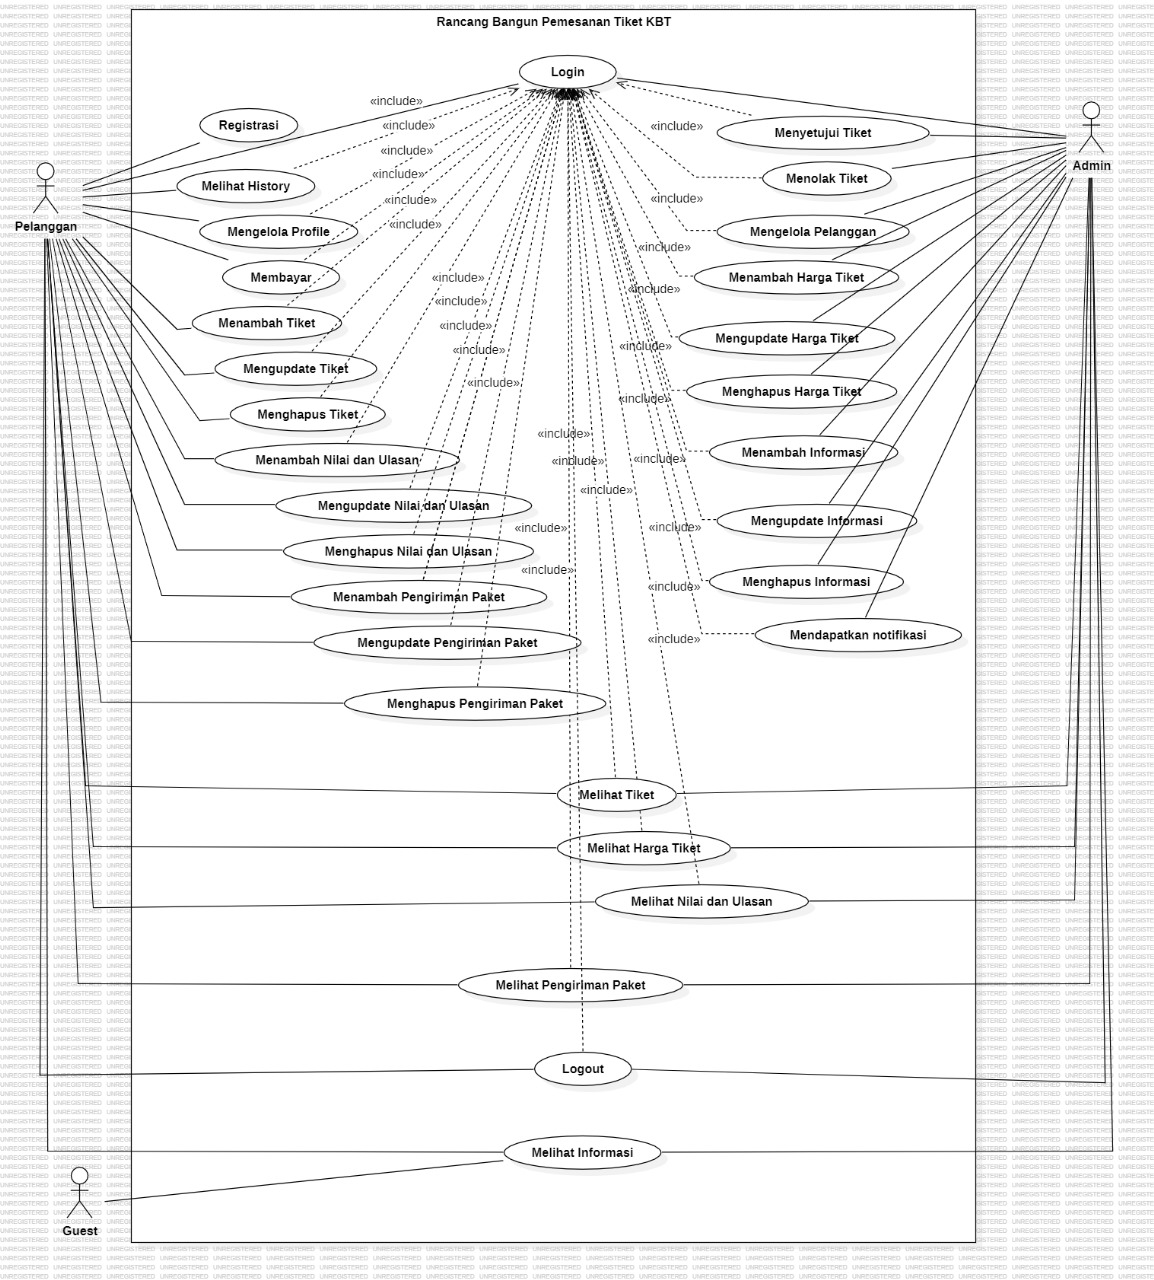 Rancang Bangun Pemesanan Tiket KBT
Login
«include»
Registrasi
«include»
«include»
Menyetujui Tiket
«include»
Admin
«include»
Melihat History
Menolak Tiket
«include»
«include»
Pelanggan
«include»
Mengelola Profile
Mengelola Pelanggan
«include»
Membayar
«include»
Menambah Harga Tiket
«include»
«include»
Menambah Tiket
«include»
Mengupdate Harga Tiket
«include»
«include»
Mengupdate Tiket
«include»
Menghapus Harga Tiket
«include»
Menghapus Tiket
«include»
Menambah Informasi
Menambah Nilai dan Ulasan
«include»
«include»
«include»
Mengupdate Nilai dan Ulasan
Mengupdate Informasi
«include»
«include»
Menghapus Nilai dan Ulasan
«include»
Menghapus Informasi
«include»
Menambah Pengiriman Paket
Mendapatkan notifikasi
«include»
Mengupdate Pengiriman Paket
Menghapus Pengiriman Paket
Melihat Tiket
Melihat Harga Tiket
Melihat Nilai dan Ulasan
Melihat Pengiriman Paket
Logout
Melihat Informasi
Guest
UNREGISTERED